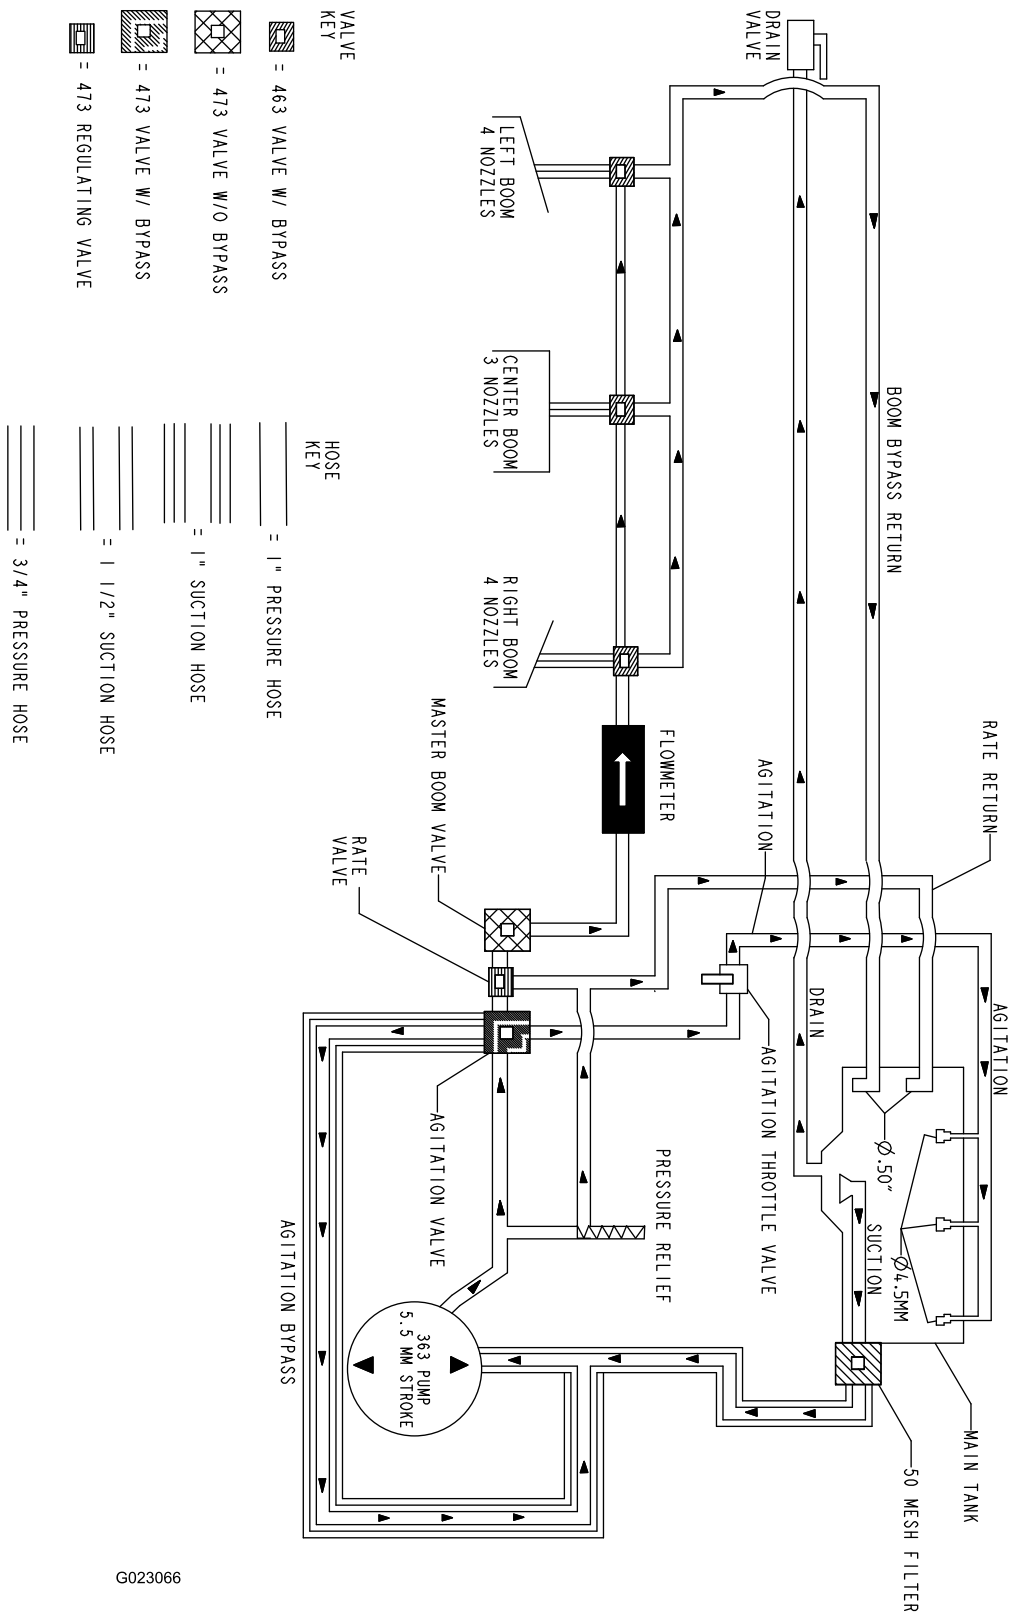 DRAIN
VALVE
VALVE
KEY
= 463 VALVE W/ BYPASS
= 473 VALVE W/O BYPASS
= 473 VALVE W/ BYPASS
= 473 REGULATING VALVE
HOSE
KEY
= 1" PRESSURE HOSE
= 1" SUCTION HOSE
= 1 1/2" SUCTION HOSE
= 3/4" PRESSURE HOSE
LEFT BOOM
4 NOZZLES
CENTER BOOM
3 NOZZLES
RIGHT BOOM
4 NOZZLES
BOOM BYPASS RETURN
FLOWMETER
MASTER BOOM VALVE
RATE
VALVE
RATE RETURN
AGITATION
DRAIN
AGITATION
AGITATION THROTTLE VALVE
AGITATION VALVE
PRESSURE RELIEF
Ø.50"
Ø4.5MM
SUCTION
AGITATION BYPASS
363 PUMP
5.5 MM STROKE
MAIN TANK
50 MESH FILTER
G023066